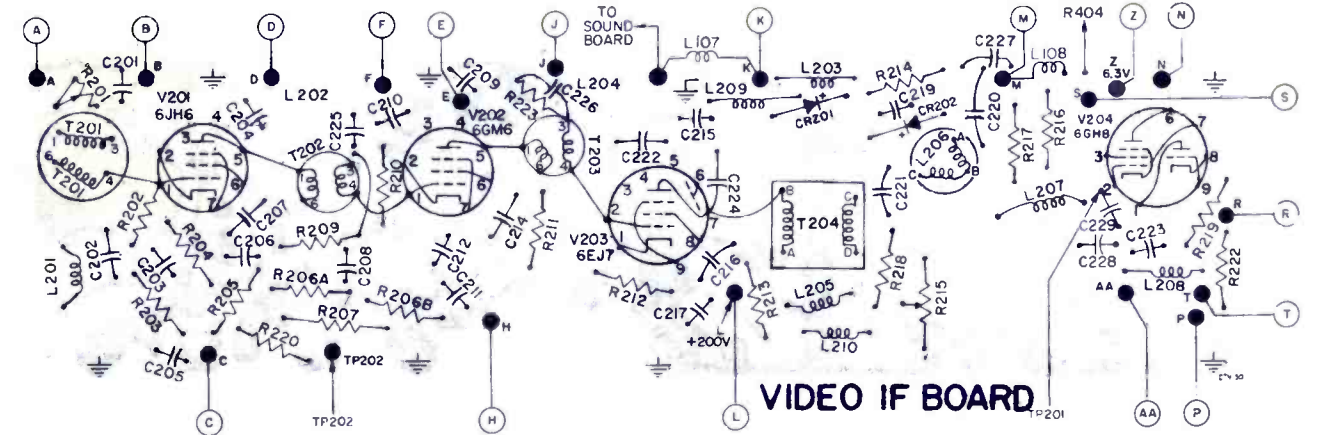 A
B
D
F
E
J
TO
SOUND
BOARD
K
M
R404
Z
N
L107
C227
L108
C201
A
R201
B
D
F
C209
J
L204
C226
K
L203
R214
M
Z
6.3V
N
V201
6JH6
C204
L202
C210
E
V202
6GM6
R223
L209
CR201
C219
CR202
C220
S
S
V204
6GH8
T201
1
3
6
4
T201
2
3
4
5
6
7
1
C225
T202
1
3
6
4
R210
3
4
5
2
6
1
7
3
4
T203
C215
C222
3
4
5
6
2
7
1
8
9
C224
L206
A
B
C
R217
R216
6
7
3
8
2
9
1
R202
R204
C207
C206
R209
C208
C212
C214
R211
V203
6EJ7
C216
B
C
T204
A
D
C221
L207
C229
C223
C228
R219
R
R
L201
C202
C203
R203
R205
R206A
R206B
C211
R212
R213
L205
R218
R215
L208
R222
AA
T
T
P
R207
H
C217
+200V
L210
R220
C205
C
TP202
VIDEO IF BOARD
C
TP202
H
L
TP201
AA
P